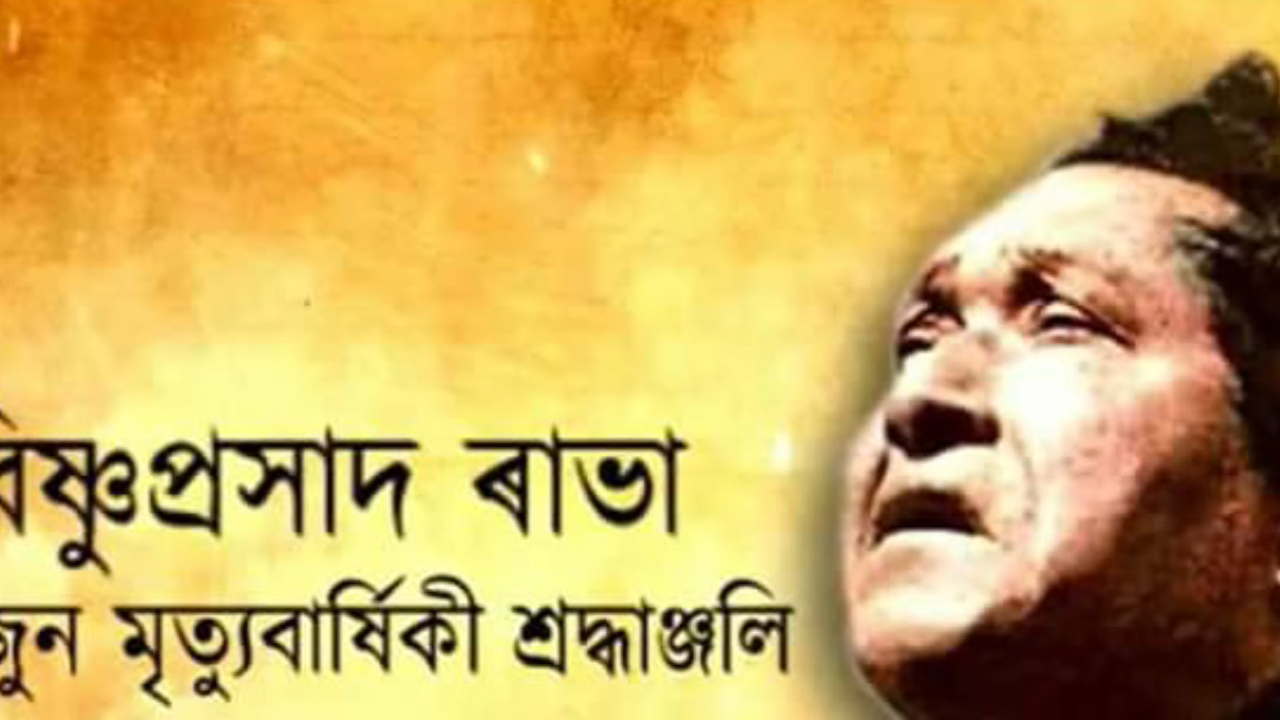 বিষ্ণুপ্ৰসাদ ৰাভা
জুন মৃত্যুবাৰ্ষিকী শ্ৰদ্ধাঞ্জলি